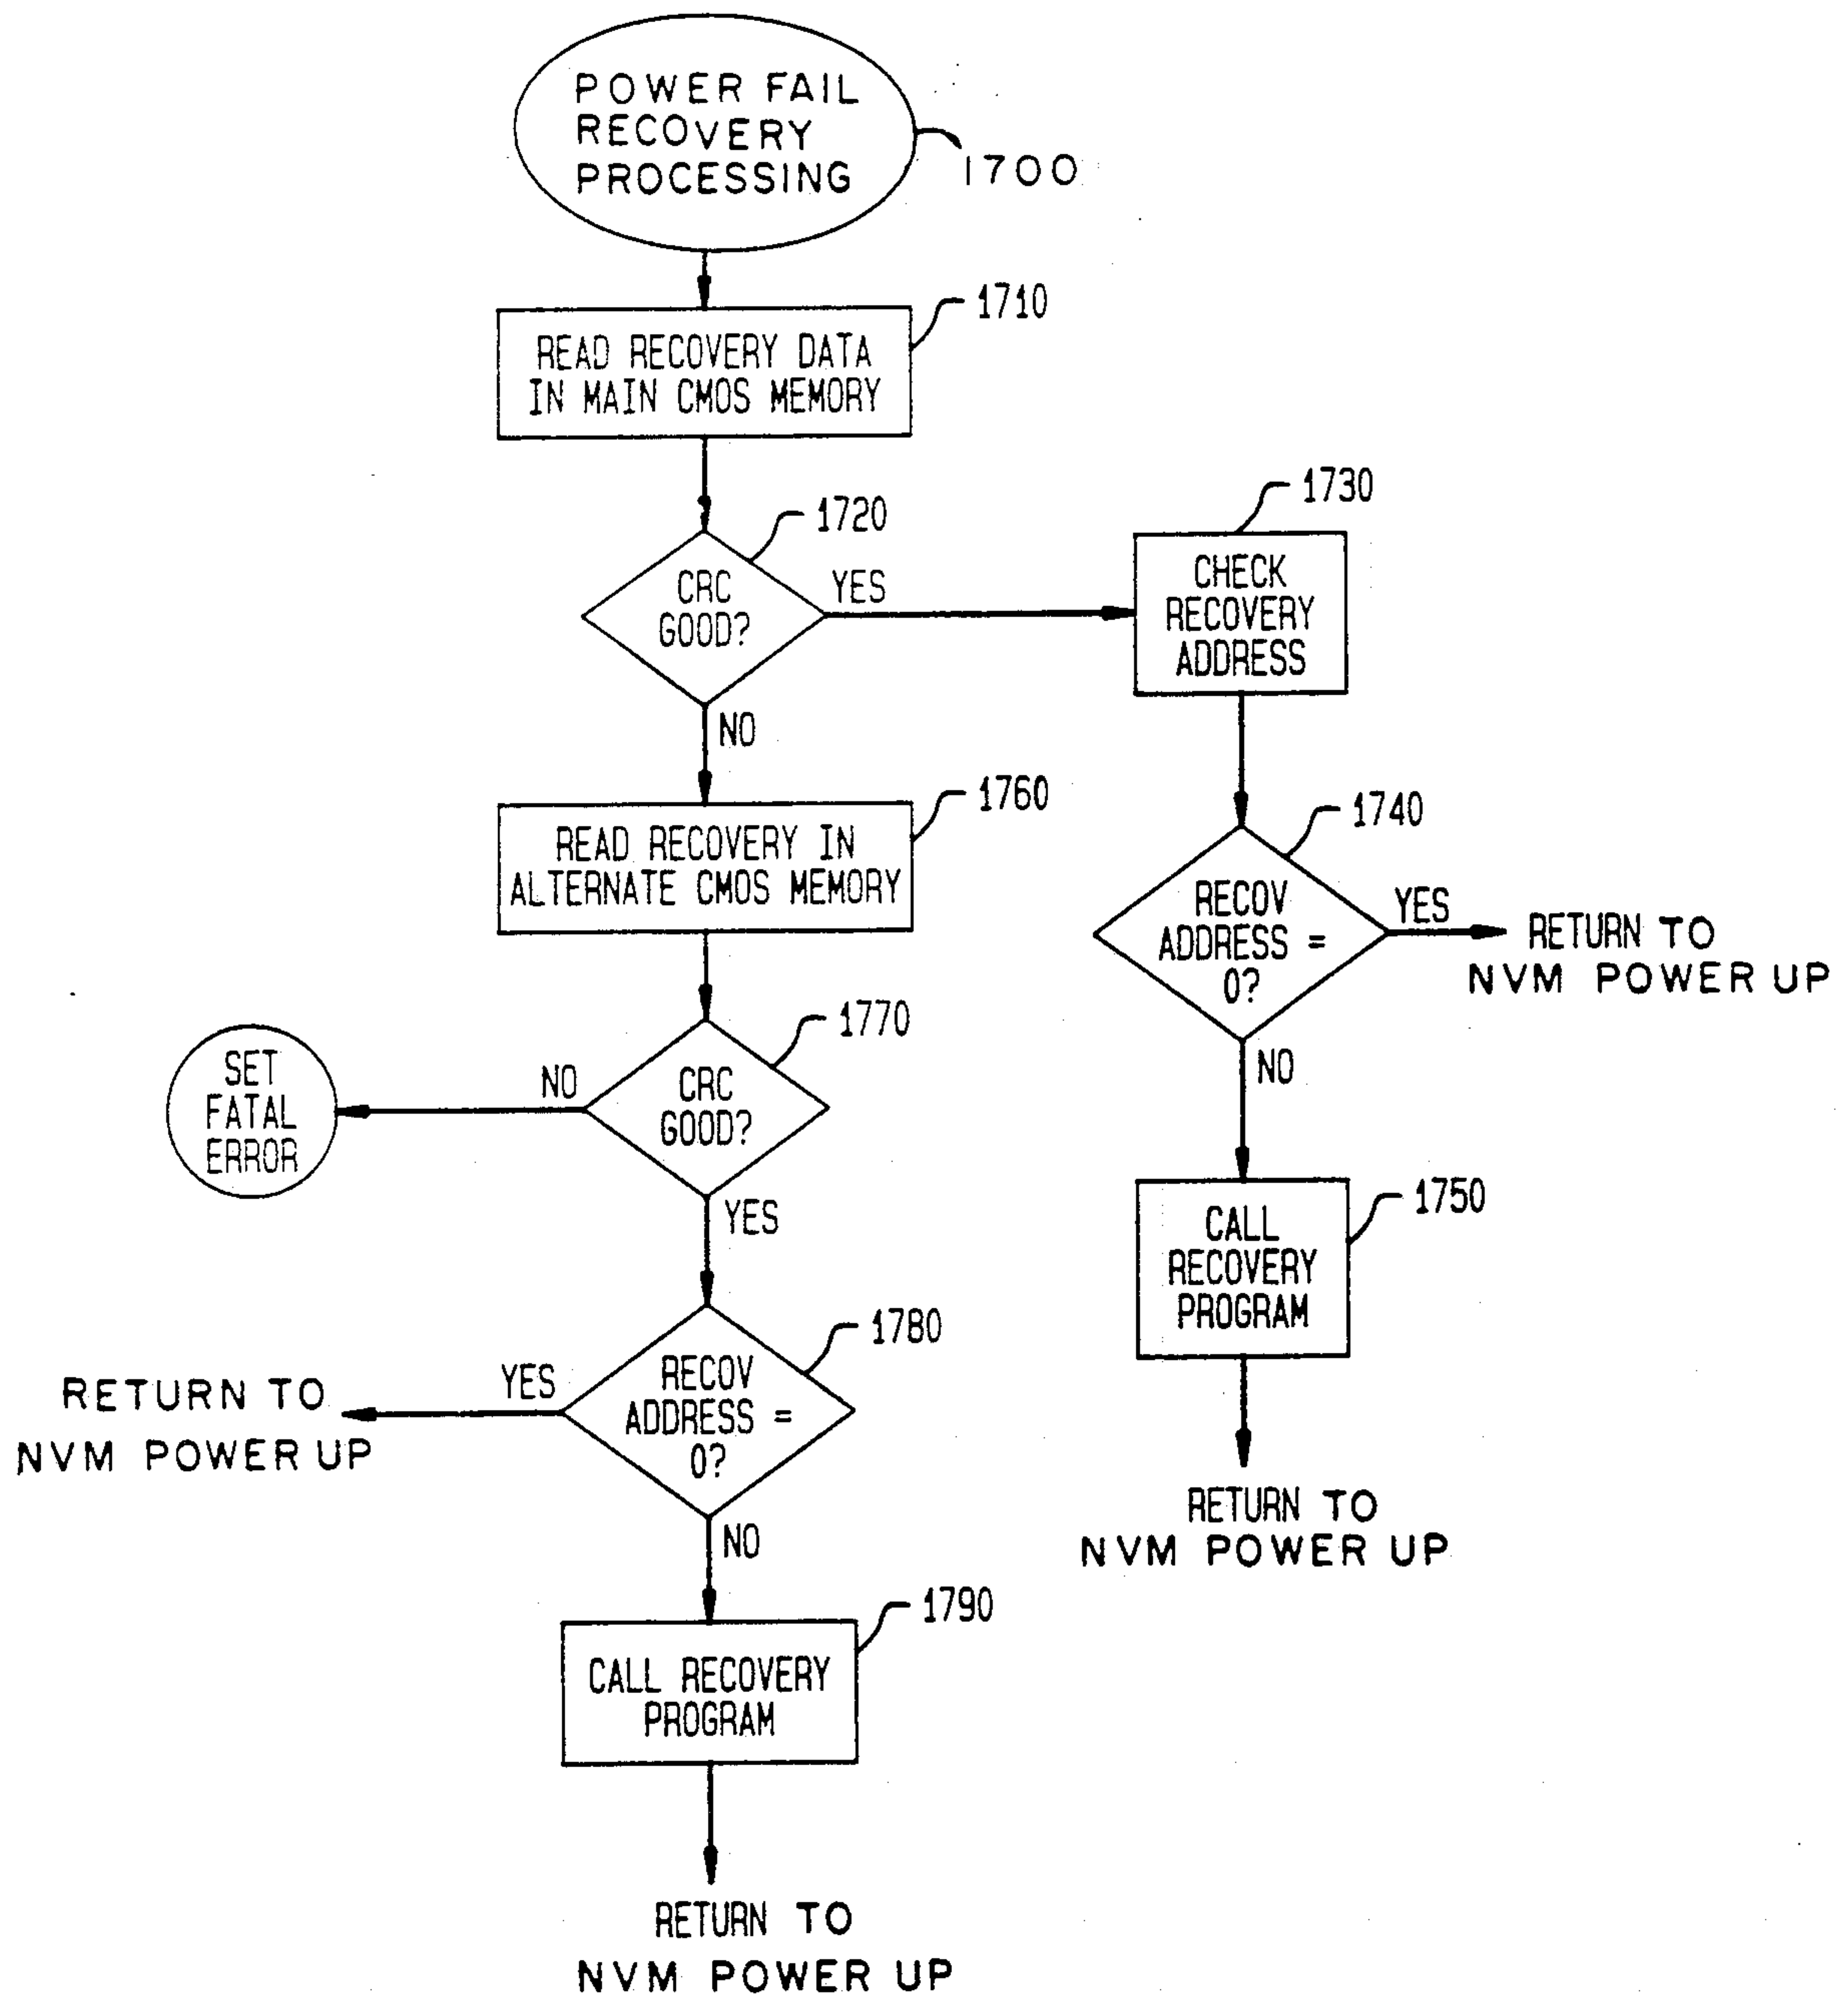 POWER FAIL
RECOVERY
PROCESSING
1700
1710
READ RECOVERY DATA
IN MAIN CMOS MEMORY
1720
CRC
GOOD?
YES
NO
1730
CHECK
RECOVERY
ADDRESS
1740
RECOV
ADDRESS =
0?
YES
RETURN TO
NVM POWER UP
NO
1750
CALL
RECOVERY
PROGRAM
RETURN TO
NVM POWER UP
1760
READ RECOVERY IN
ALTERNATE CMOS MEMORY
1770
CRC
GOOD?
NO
SET
FATAL
ERROR
YES
1780
RECOV
ADDRESS =
0?
YES
RETURN TO
NVM POWER UP
NO
1790
CALL RECOVERY
PROGRAM
RETURN TO
NVM POWER UP